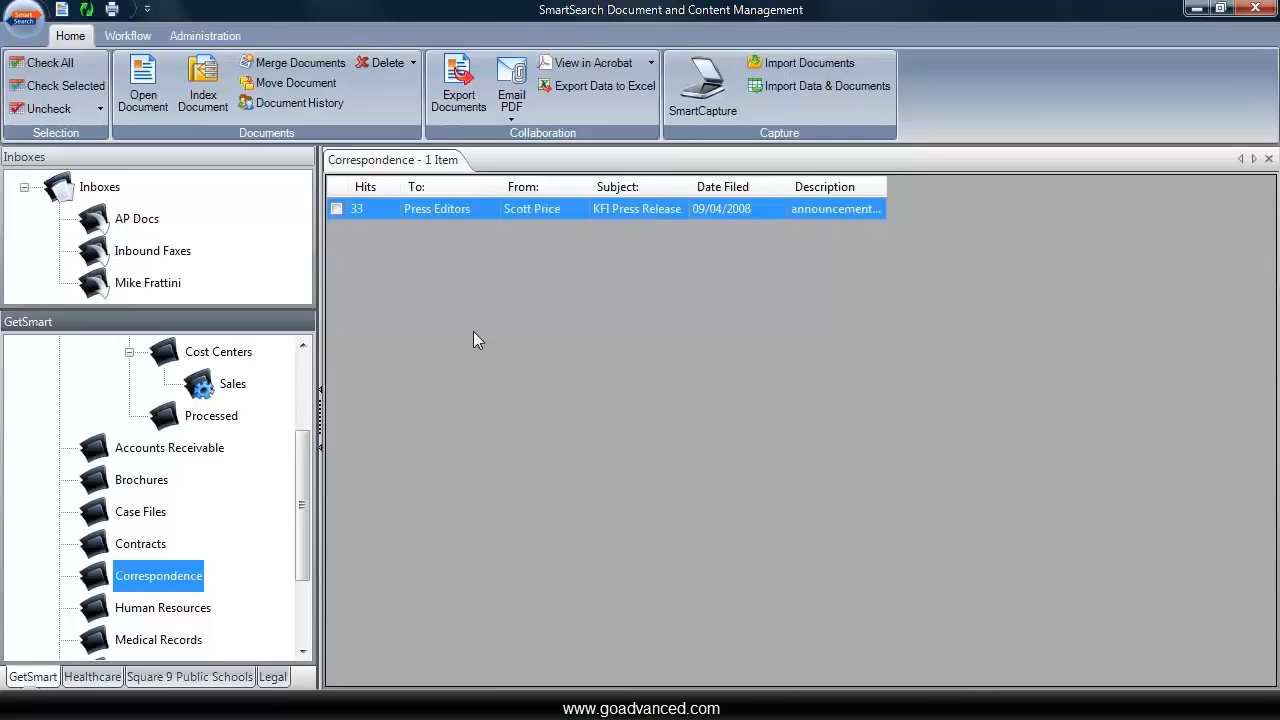 SmartSearch Document and Content Management
Smart
Search
Home Workflow Administration
Check All
Check Selected
Uncheck
Selection
Open
Document
Index
Document
Merge Documents
Move Document
Document History
Delete
Documents
Export
Documents
Email
PDF
View in Acrobat
Export Data to Excel
Collaboration
SmartCapture
Import Documents
Import Data & Documents
Capture
Inboxes
Inboxes
AP Docs
Inbound Faxes
Mike Frattini
GetSmart
Cost Centers
Sales
Processed
Accounts Receivable
Brochures
Case Files
Contracts
Correspondence
Human Resources
Medical Records
GetSmart Healthcare Square 9 Public Schools Legal
Correspondence - 1 Item
Hits To: From: Subject: Date Filed Description
33 Press Editors Scott Price KFI Press Release 09/04/2008 announcement...
www.goadvanced.com